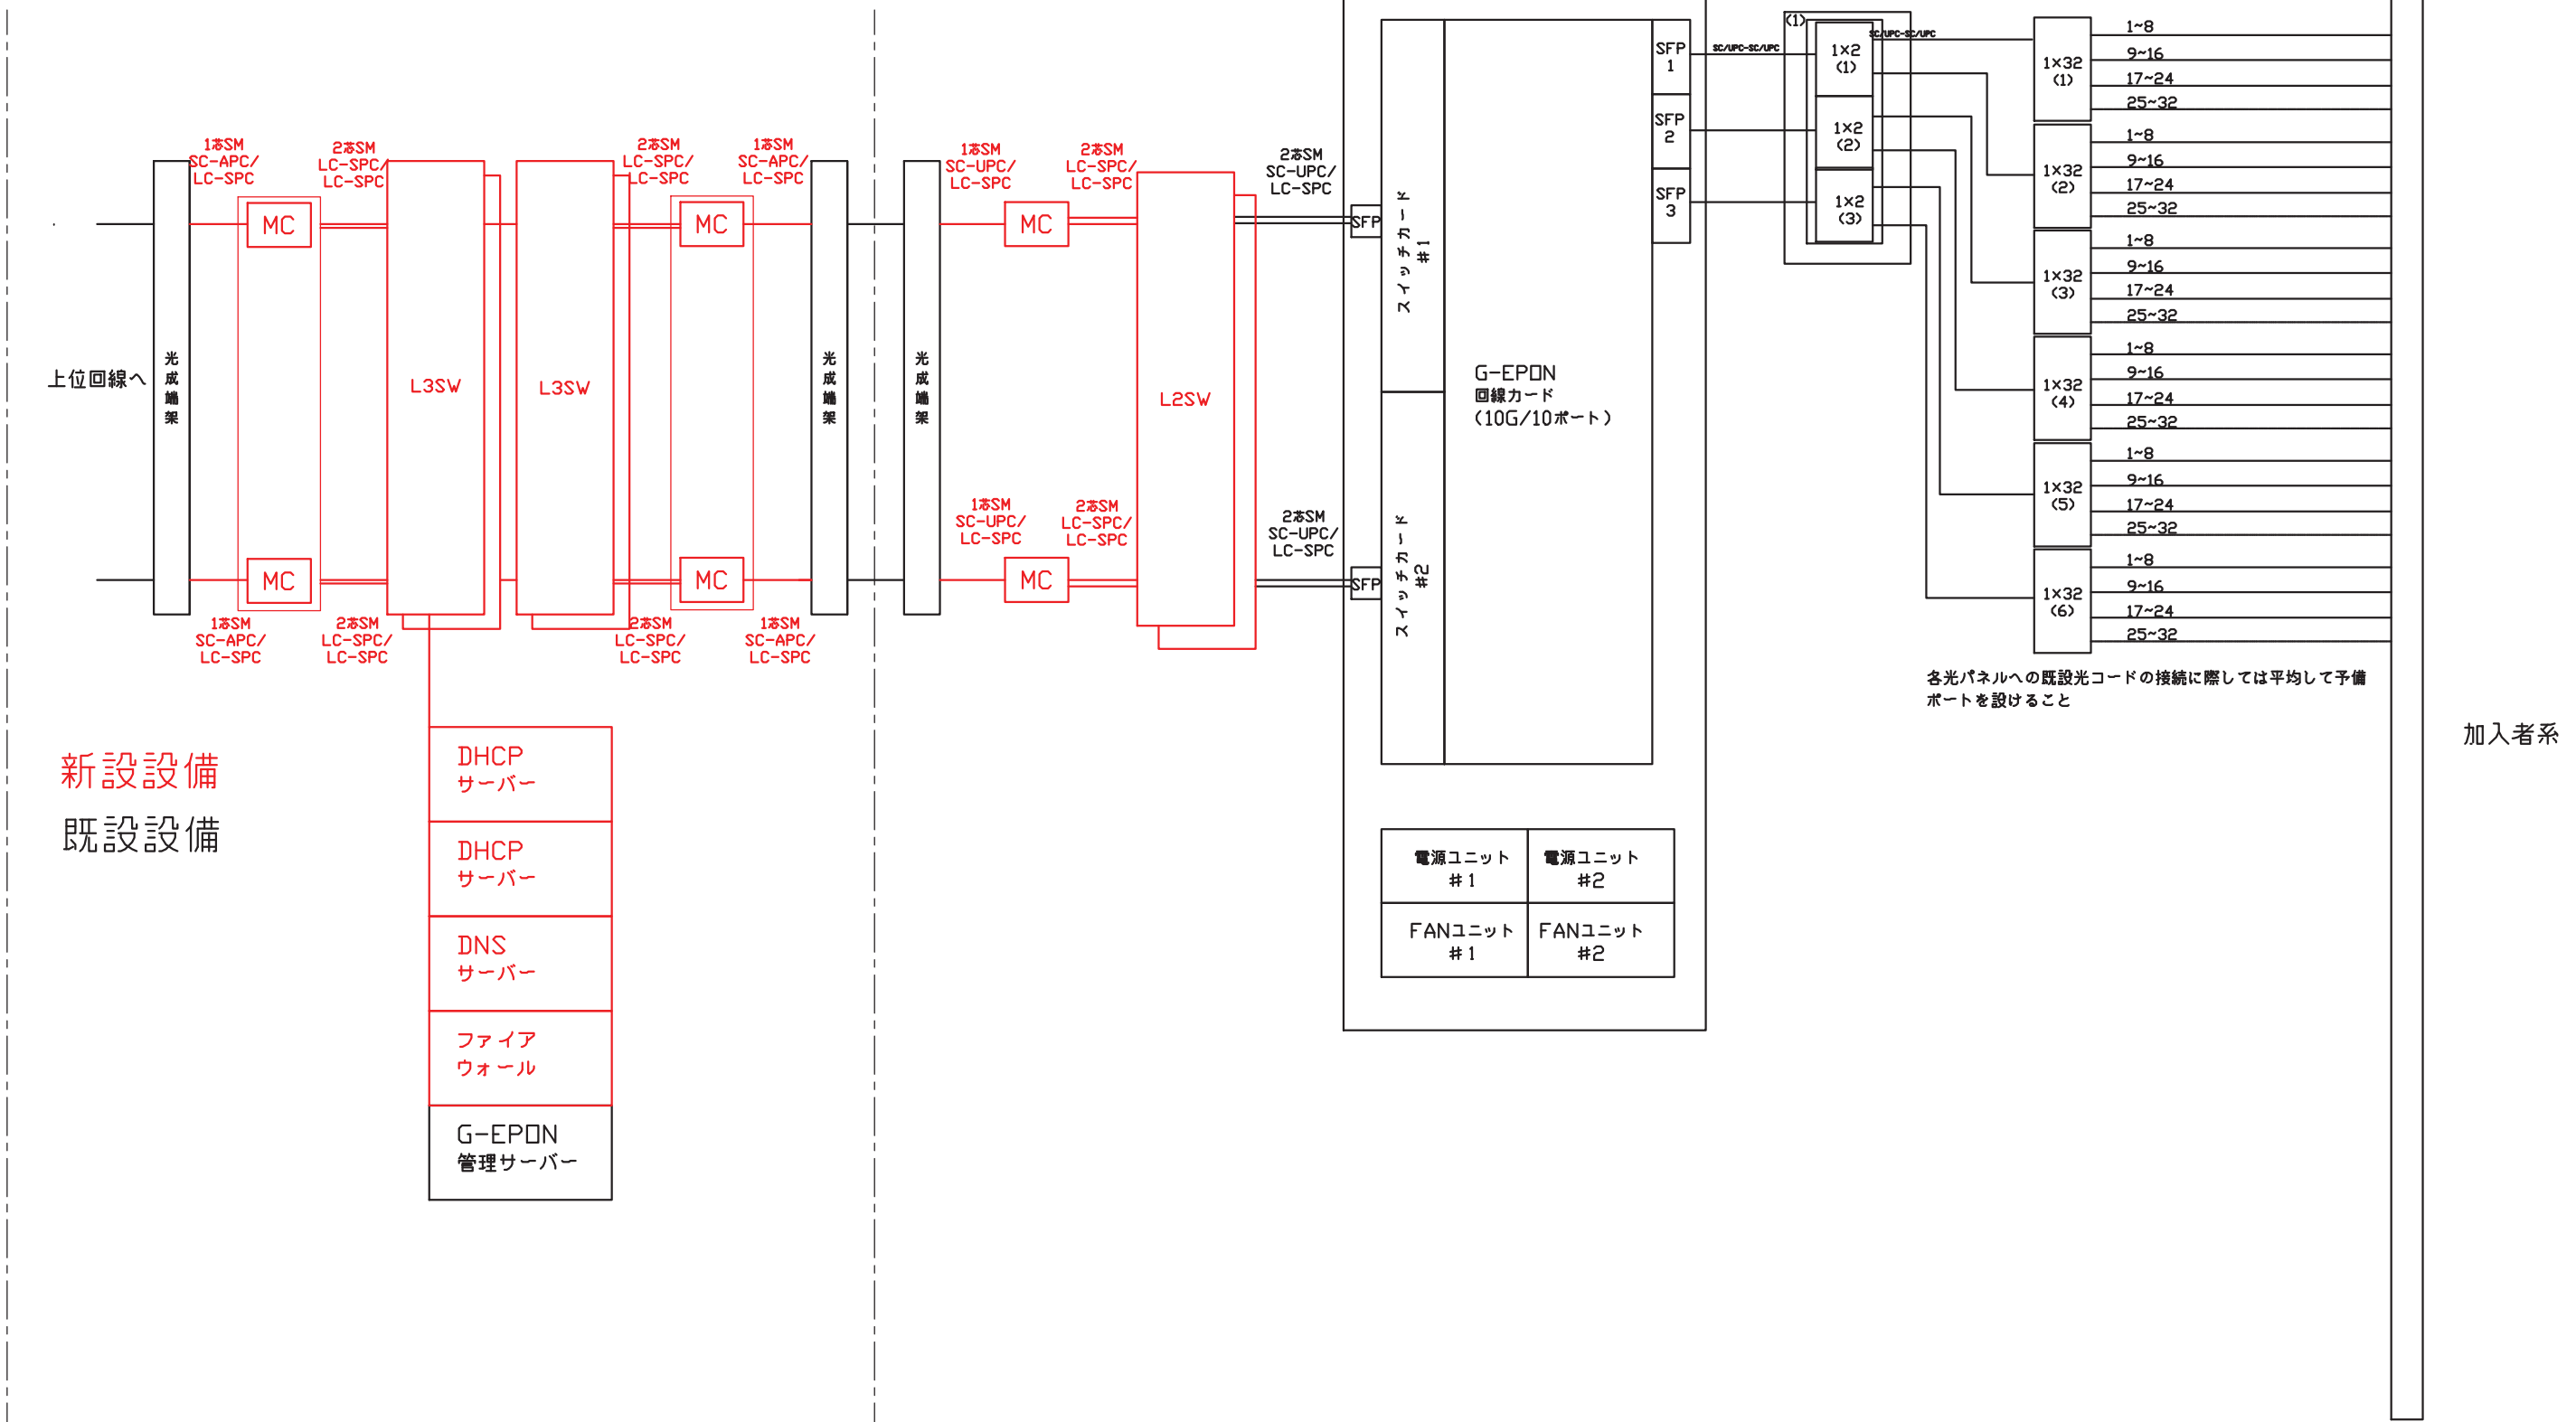 1芯SM
SC-APC/
LC-SPC
2芯SM
LC-SPC/
LC-SPC
2芯SM
LC-SPC/
LC-SPC
1芯SM
SC-APC/
LC-SPC
1芯SM
SC-UPC/
LC-SPC
2芯SM
LC-SPC/
LC-SPC
2芯SM
SC-UPC/
LC-SPC
MC
MC
MC
SFP
上位回線へ
光成端架
L3SW
L3SW
光成端架
光成端架
L2SW
スイッチカード
#1
G-EPON
回線カード
(10G/10ポート)
スイッチカード
#2
1芯SM
SC-UPC/
LC-SPC
2芯SM
LC-SPC/
LC-SPC
2芯SM
SC-UPC/
LC-SPC
MC
MC
MC
SFP
1芯SM
SC-APC/
LC-SPC
2芯SM
LC-SPC/
LC-SPC
2芯SM
LC-SPC/
LC-SPC
1芯SM
SC-APC/
LC-SPC
SFP
1
SFP
2
SFP
3
SC/UPC-SC/UPC
(1)
1×2
(1)
1×2
(2)
1×2
(3)
SC/UPC-SC/UPC
1×32
(1)
1~8
9~16
17~24
25~32
1×32
(2)
1~8
9~16
17~24
25~32
1×32
(3)
1~8
9~16
17~24
25~32
1×32
(4)
1~8
9~16
17~24
25~32
1×32
(5)
1~8
9~16
17~24
25~32
1×32
(6)
1~8
9~16
17~24
25~32
各光パネルへの既設光コードの接続に際しては平均して予備
ポートを設けること
加入者系
新設設備
既設設備
DHCP
サーバー
DHCP
サーバー
DNS
サーバー
ファイア
ウォール
G-EPON
管理サーバー
電源ユニット
#1
電源ユニット
#2
FANユニット
#1
FANユニット
#2